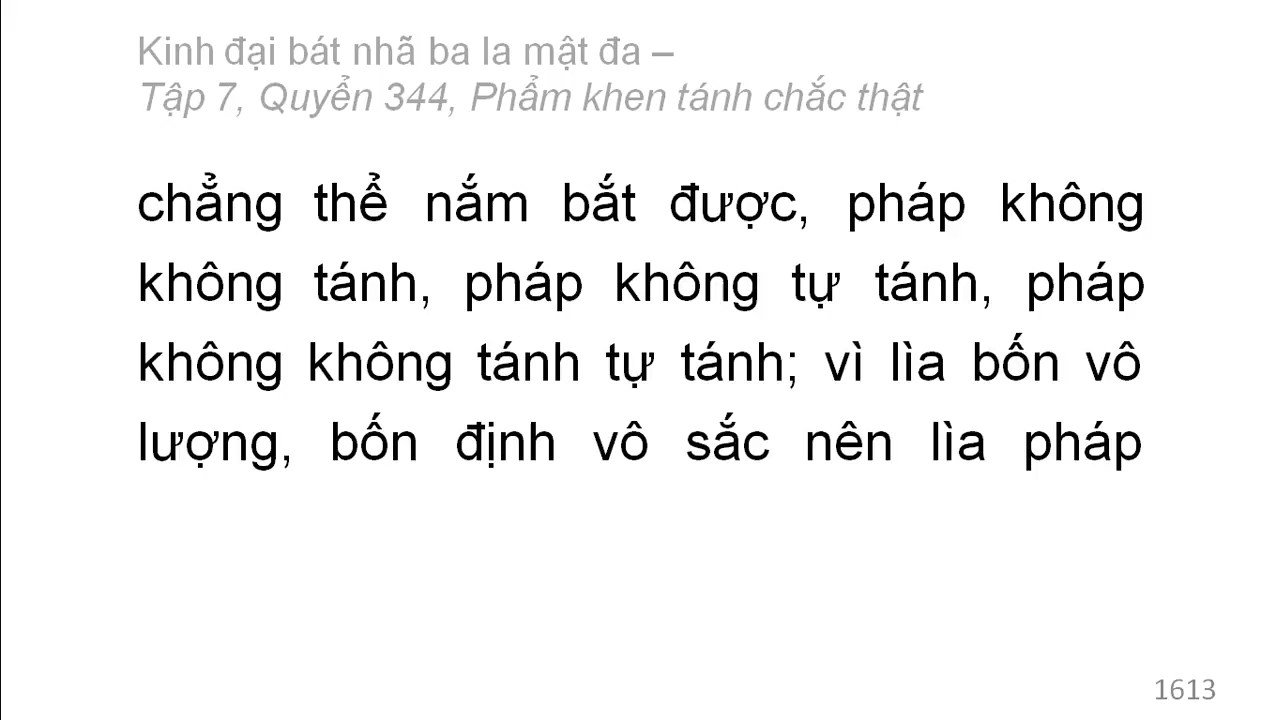 Kinh đại bát nhã ba la mật đa –
Tập 7, Quyển 344, Phẩm khen tánh chắc thật
chẳng thể nắm bắt được, pháp không
không tánh, pháp không tự tánh, pháp
không không tánh tự tánh; vì lìa bốn vô
lượng, bốn định vô sắc nên lìa pháp
1613